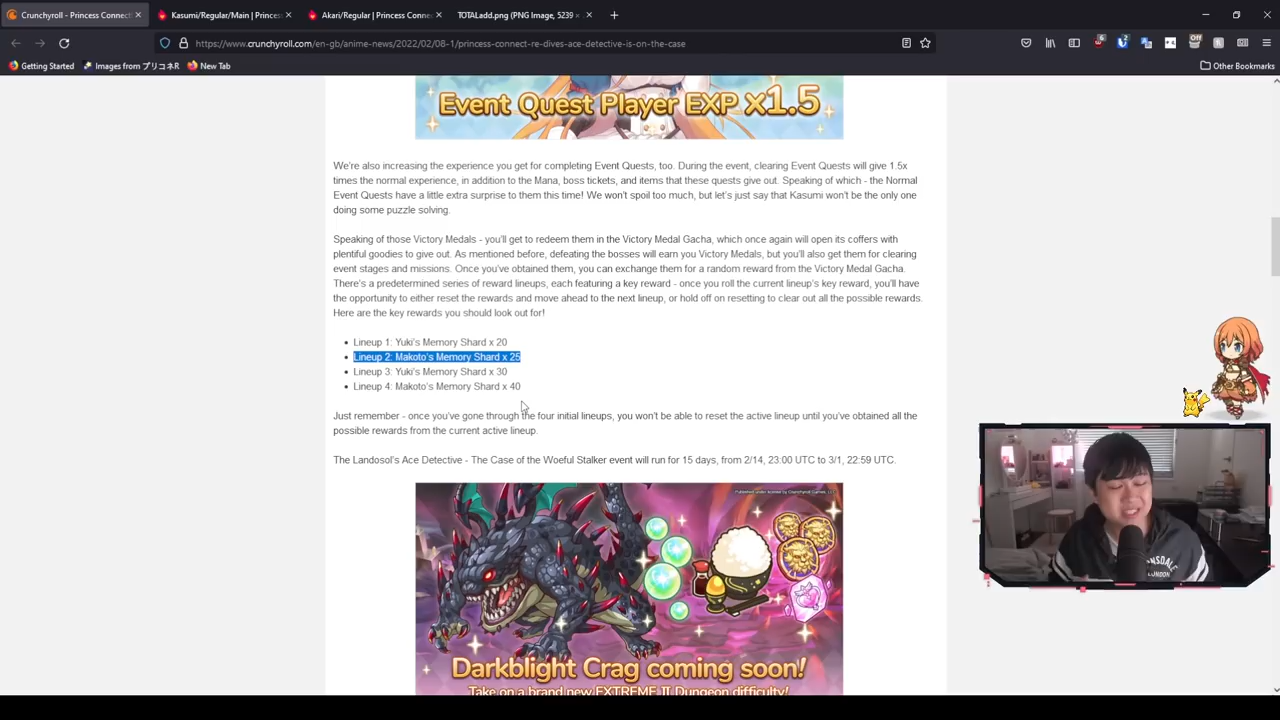 Crunchyroll - Princess Connect!
Kasumi/Regular/Main | Princess
Akari/Regular | Princess Connec
TOTALadd.png (PNG Image, 5239 ×
https://www.crunchyroll.com/en-gb/anime-news/2022/02/08-1/princess-connect-re-dives-ace-detective-is-on-the-case
Off
Getting Started
Images from プリコネR
New Tab
Other Bookmarks
Event Quest Player EXP x1.5
We're also increasing the experience you get for completing Event Quests, too. During the event, clearing Event Quests will give 1.5x
times the normal experience, in addition to the Mana, boss tickets, and items that these quests give out. Speaking of which - the Normal
Event Quests have a little extra surprise to them this time! We won't spoil too much, but let's just say that Kasumi won't be the only one
doing some puzzle solving.
Speaking of those Victory Medals - you'll get to redeem them in the Victory Medal Gacha, which once again will open its coffers with
plentiful goodies to give out. As mentioned before, defeating the bosses will earn you Victory Medals, but you'll also get them for clearing
event stages and missions. Once you've obtained them, you can exchange them for a random reward from the Victory Medal Gacha.
There's a predetermined series of reward lineups, each featuring a key reward - once you roll the current lineup's key reward, you'll have
the opportunity to either reset the rewards and move ahead to the next lineup, or hold off on resetting to clear out all the possible rewards.
Here are the key rewards you should look out for!
Lineup 1: Yuki's Memory Shard x 20
Lineup 2: Makoto's Memory Shard x 25
Lineup 3: Yuki's Memory Shard x 30
Lineup 4: Makoto's Memory Shard x 40
Just remember - once you've gone through the four initial lineups, you won't be able to reset the active lineup until you've obtained all the
possible rewards from the current active lineup.
The Landosol's Ace Detective - The Case of the Woeful Stalker event will run for 15 days, from 2/14, 23:00 UTC to 3/1, 22:59 UTC.
Darkblight Crag coming soon!
Take on a brand new EXTREME II Dungeon difficulty!
LONDON